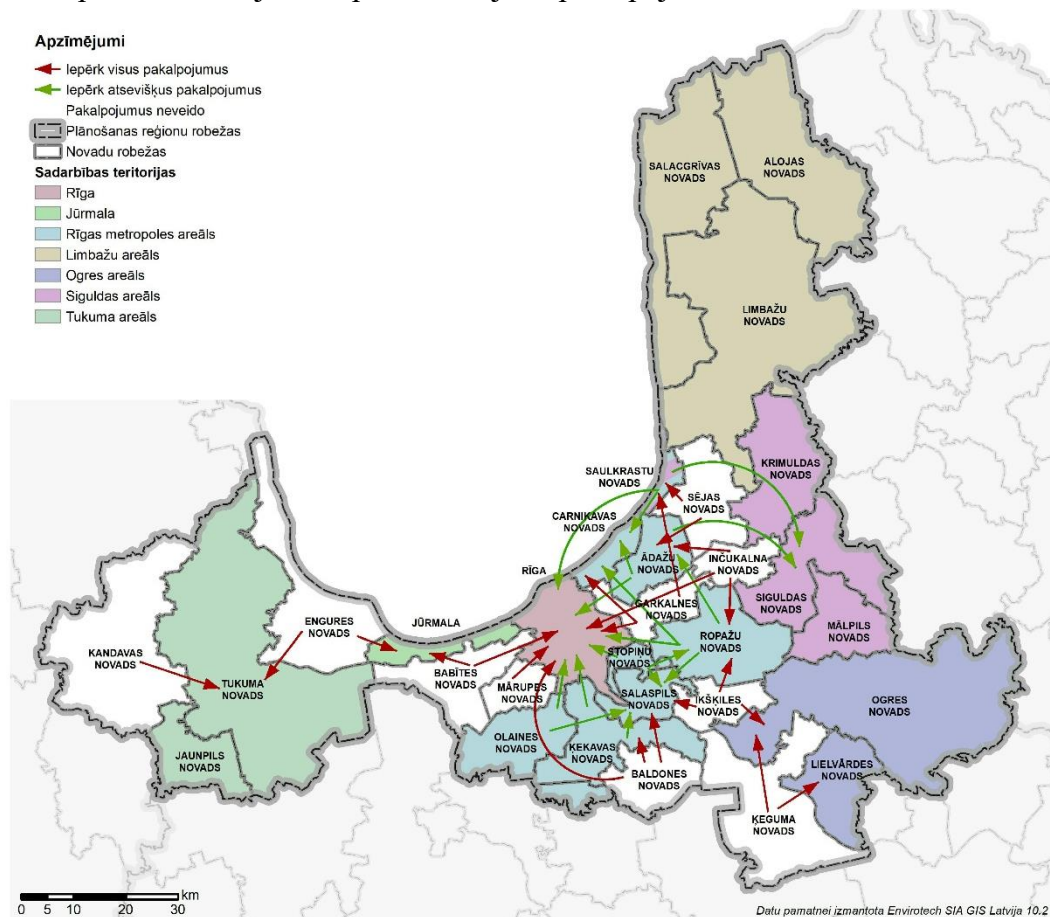 Apzīmējumi
Iepērk visus pakalpojumus
Iepērk atsevišķus pakalpojumus
Pakalpojumus neveido
Plānošanas reģionu robežas
Novadu robežas
Sadarbības teritorijas
Rīga
Jūrmala
Rīgas metropoles areāls
Limbažu areāls
Ogres areāls
Siguldas areāls
Tukuma areāls
SALACGRĪVAS
NOVADS
ALOJAS
NOVADS
LIMBAŽU
NOVADS
KRIMULDAS
NOVADS
SAULKRASTU
NOVADS
SĒJAS
NOVADS
CARNIKAVAS
NOVADS
ĀDAŽU
NOVADS
INČUKALNA
NOVADS
RĪGA
GARKALNES
NOVADS
SIGULDAS
NOVADS
MĀLPILS
NOVADS
JŪRMALA
ENGURES
NOVADS
ROPAŽU
NOVADS
STOPIŅU
NOVADS
KANDAVAS
NOVADS
TUKUMA
NOVADS
BABĪTES
NOVADS
MĀRUPES
NOVADS
SALASPILS
NOVADS
IKŠĶILES
NOVADS
OGRES
NOVADS
OLAINES
NOVADS
ĶEKAVAS
NOVADS
JAUNPILS
NOVADS
BALDONES
NOVADS
LIELVĀRDES
NOVADS
ĶEGUMA
NOVADS
km
0 5 10 20 30
Datu pamatnei izmantota Envirotech SIA GIS Latvija 10.2